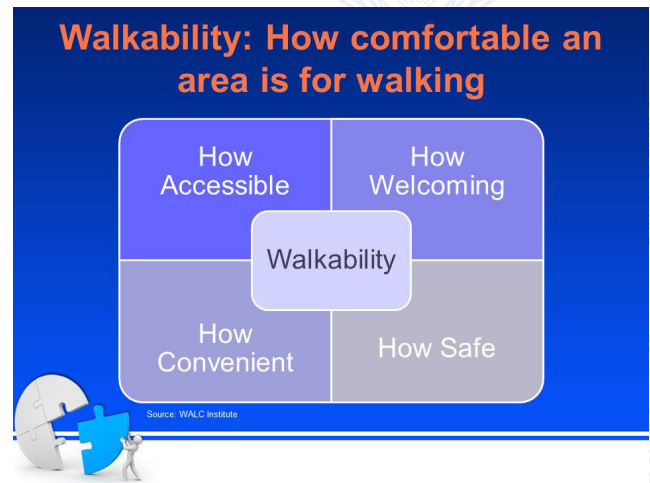 Walkability: How comfortable an
area is for walking
How
Accessible
How
Welcoming
Walkability
How
Convenient
How Safe
Source: WALC Institute